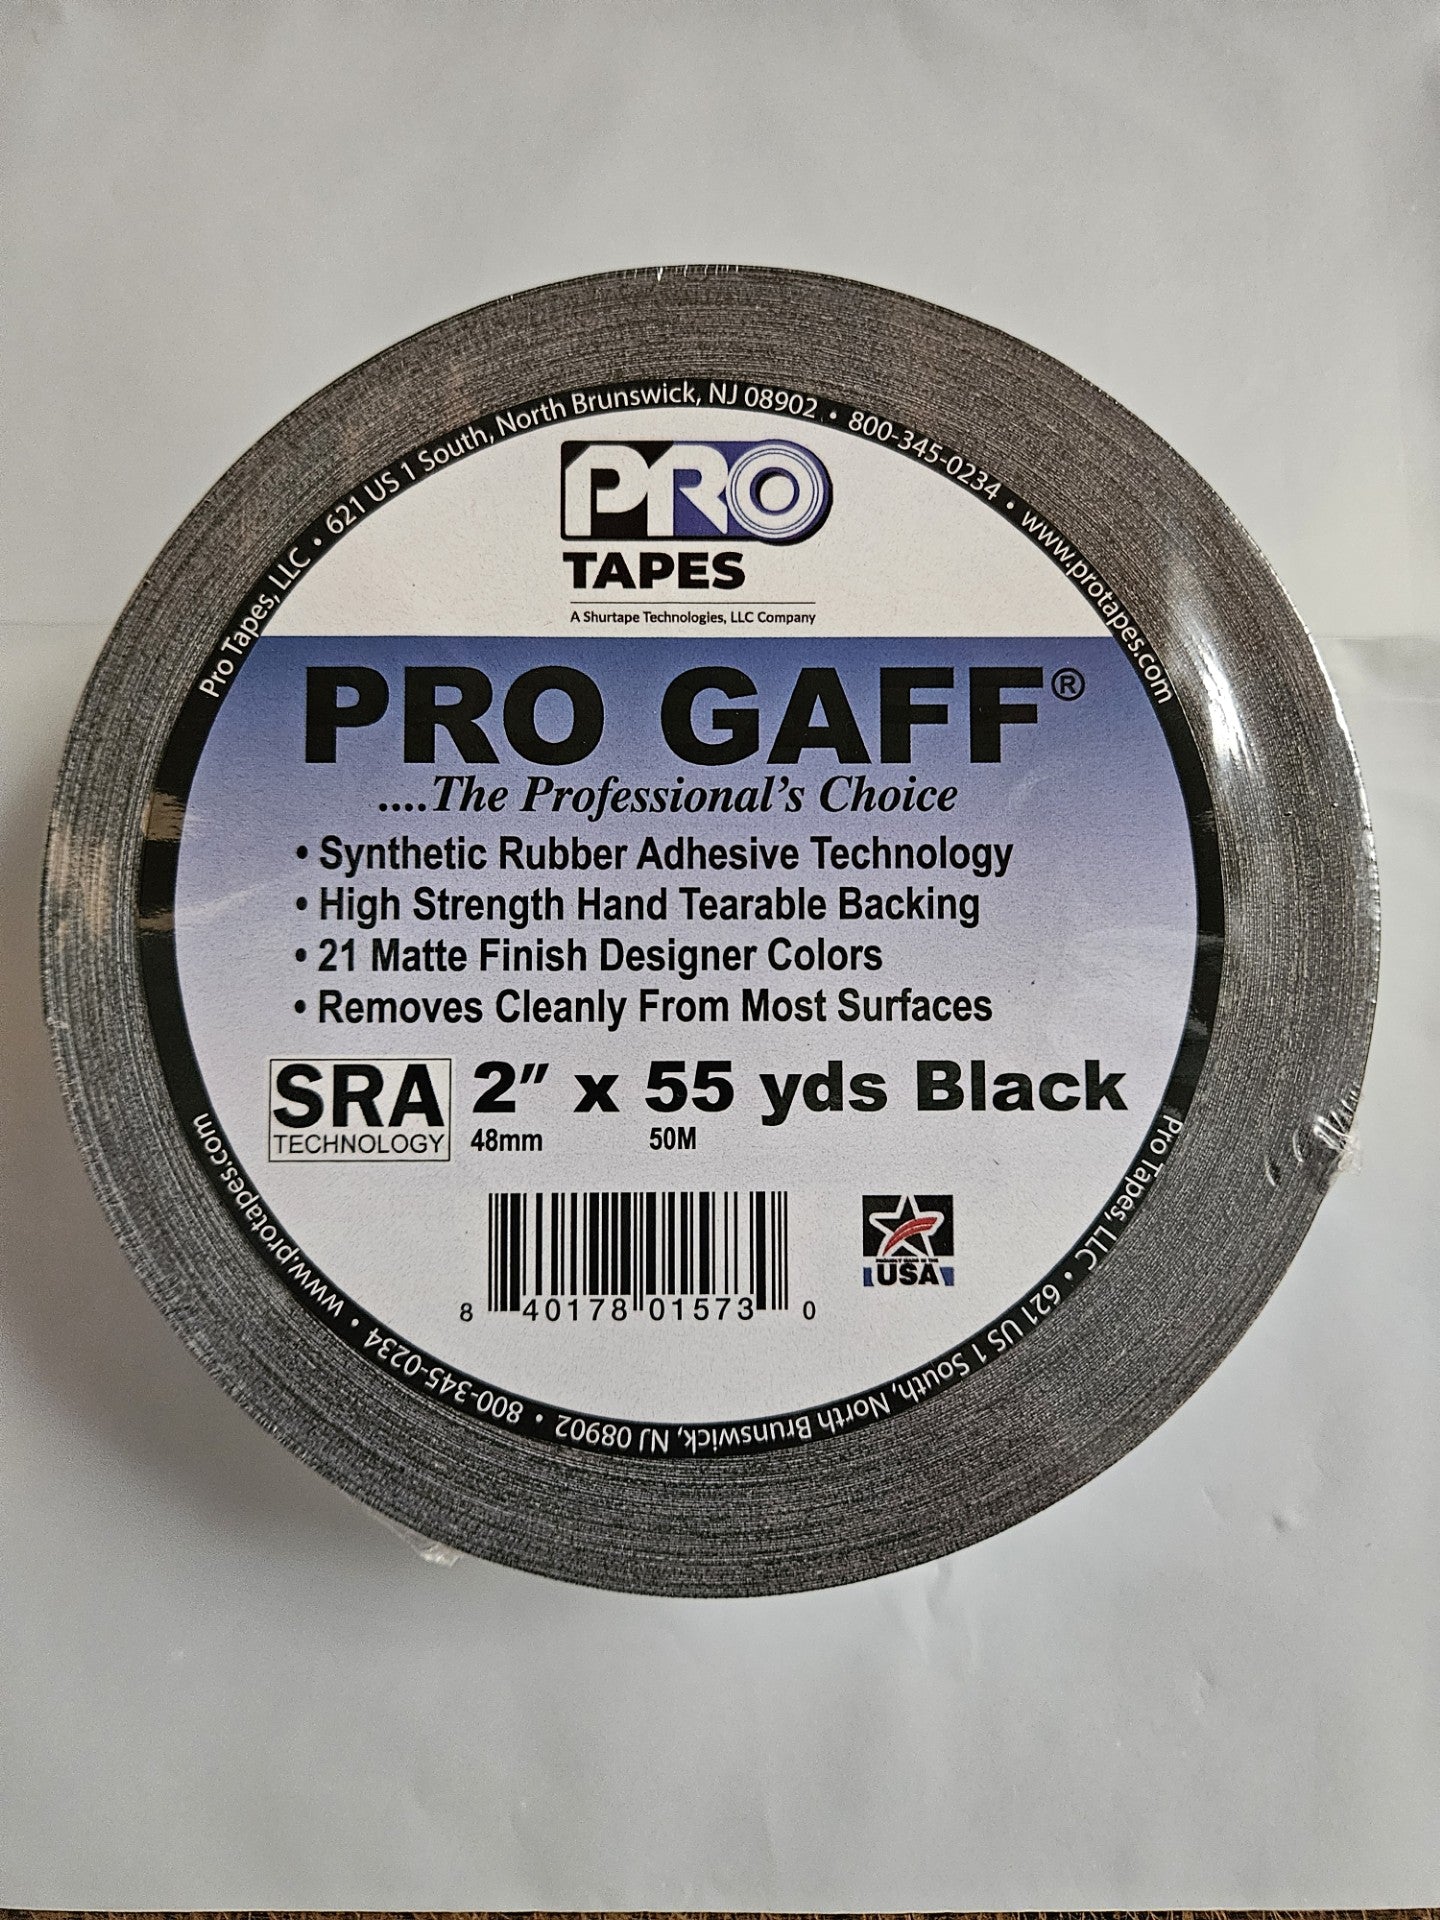 Pro Tapes, LLC • 621 US 1 South, North Brunswick, NJ 08902 • 800-345-0234 • www.protapes.com
PRO
TAPES
A Shurtape Technologies, LLC Company
PRO GAFF®
....The Professional's Choice
• Synthetic Rubber Adhesive Technology
• High Strength Hand Tearable Backing
• 21 Matte Finish Designer Colors
• Removes Cleanly From Most Surfaces
SRA
TECHNOLOGY
2" x 55 yds Black
48mm 50M
8 40178 01573 0
PROUDLY MADE IN THE
USA
Pro Tapes, LLC • 621 US 1 South, North Brunswick, NJ 08902 • 800-345-0234 • www.protapes.com